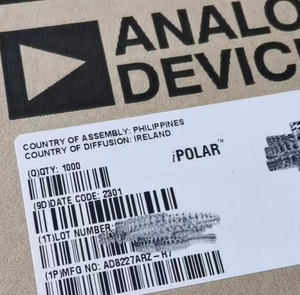 ANALO
DEVIC
COUNTRY OF ASSEMBLY: PHILIPPINES
COUNTRY OF DIFFUSION: IRELAND
iPOLAR™
(Q)QTY: 1000
(9D)DATE CODE: 2301
(1T)LOT NUMBER:
(1P)MFG NO: AD8227ARZ-R7